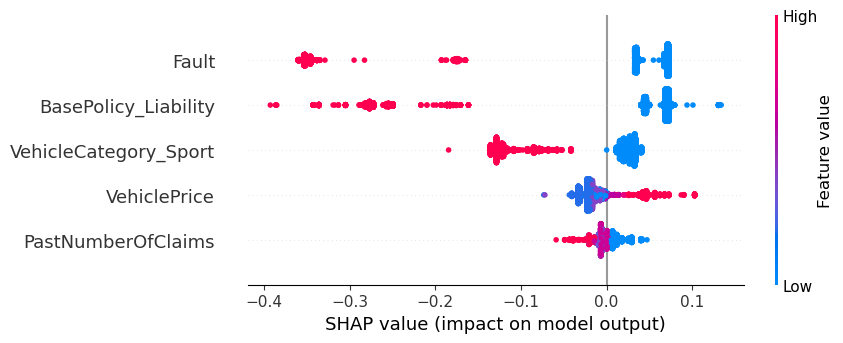 High
Fault
BasePolicy_Liability
VehicleCategory_Sport
VehiclePrice
PastNumberOfClaims
Feature value
Low
−0.4 −0.3 −0.2 −0.1 0.0 0.1
SHAP value (impact on model output)